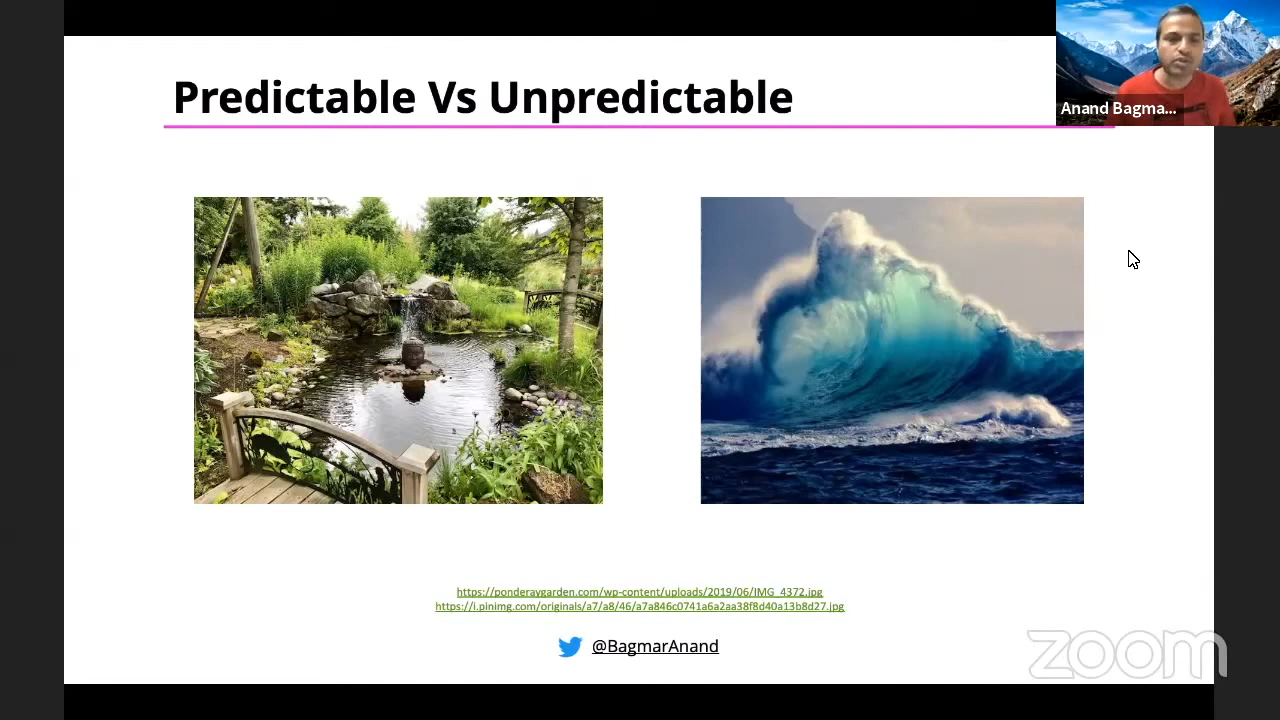 Predictable Vs Unpredictable
Anand Bagma...
https://ponderaygarden.com/wp-content/uploads/2019/06/IMG_4372.jpg
https://i.pinimg.com/originals/a7/a8/46/a7a846c0741a6a2aa38f8d40a13b8d27.jpg
@BagmarAnand
zoom